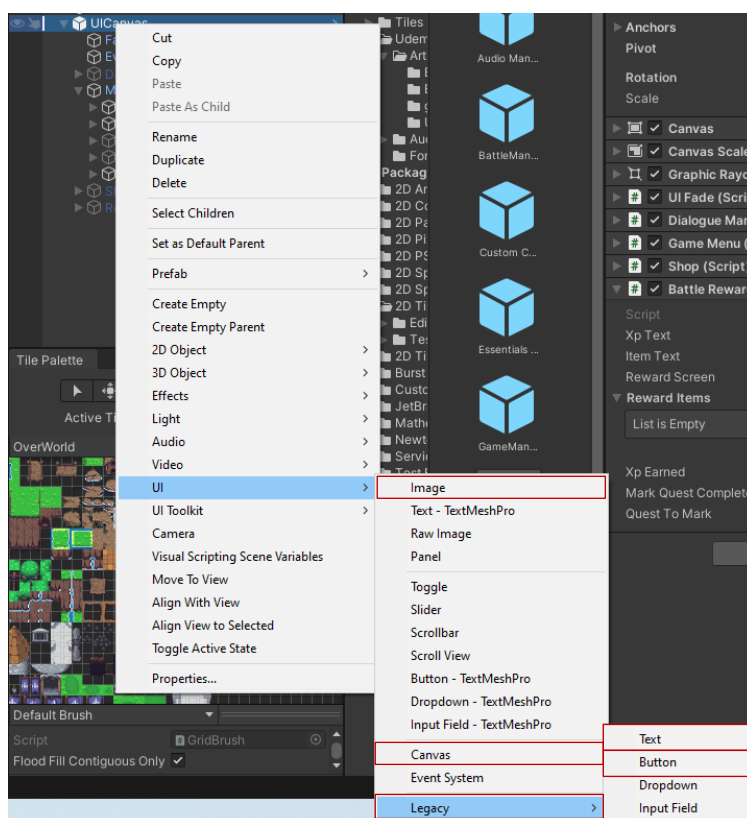 UICanvas
Cut
Copy
Paste
Paste As Child
Rename
Duplicate
Delete
Select Children
Set as Default Parent
Prefab
Create Empty
Create Empty Parent
2D Object
3D Object
Effects
Light
Audio
Video
UI
UI Toolkit
Camera
Visual Scripting Scene Variables
Move To View
Align With View
Align View to Selected
Toggle Active State
Properties...
Image
Text - TextMeshPro
Raw Image
Panel
Toggle
Slider
Scrollbar
Scroll View
Button - TextMeshPro
Dropdown - TextMeshPro
Input Field - TextMeshPro
Canvas
Event System
Legacy
Text
Button
Dropdown
Input Field
Tile Palette
Active Ti
OverWorld
Default Brush
Script
GridBrush
Flood Fill Contiguous Only
Tiles
Udem
Art
Packag
2D Ar
2D Pa
2D Pi
2D PS
2D Sp
2D Sp
2D Ti
Edi
Tes
2D Ti
Burst
Custo
JetBr
Mathe
Newt
Servi
Audio Man...
BattleMan...
Custom C...
Essentials ...
GameMan...
Anchors
Pivot
Rotation
Scale
Canvas
Canvas Scale
Graphic Rayc
UI Fade (Scri
Dialogue Mar
Game Menu (
Shop (Script)
Battle Rewar
Script
Xp Text
Item Text
Reward Screen
Reward Items
List is Empty
Xp Earned
Mark Quest Complet
Quest To Mark